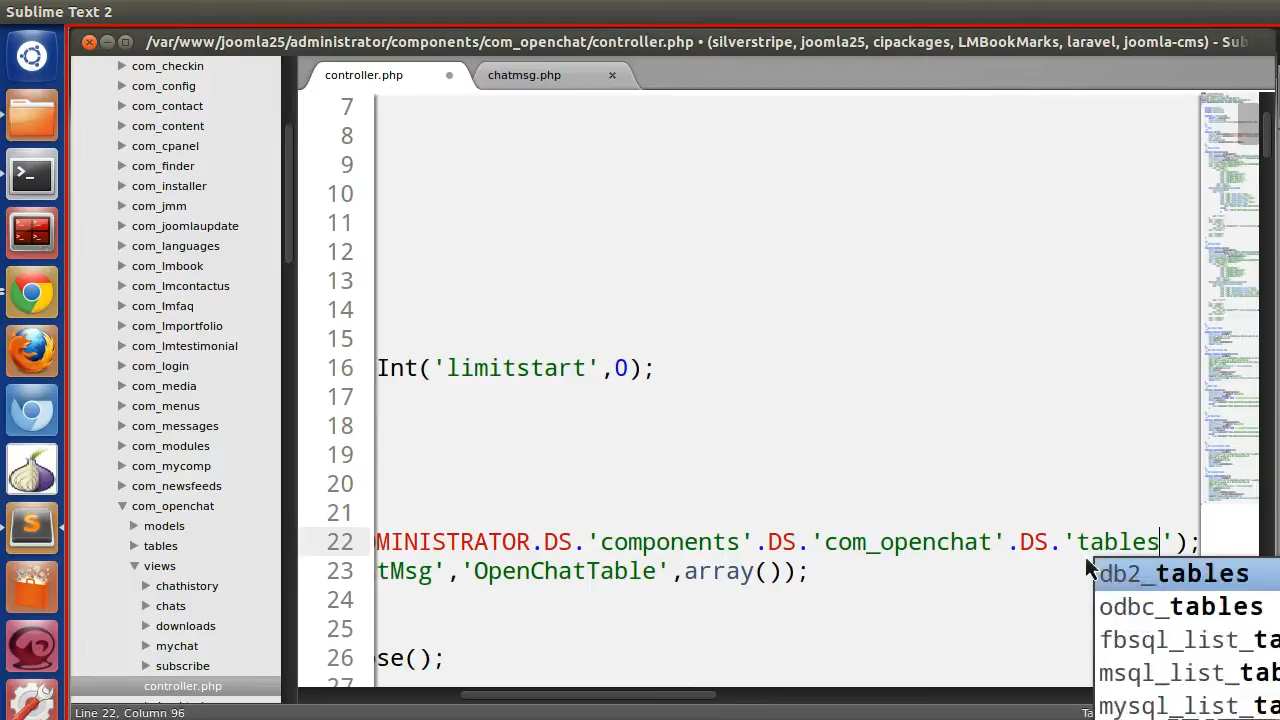 Sublime Text 2
/var/www/joomla25/administrator/components/com_openchat/controller.php • (silverstripe, joomla25, cipackages, LMBookMarks, laravel, joomla-cms) - Sub
com_checkin
com_config
com_contact
com_content
com_cpanel
com_finder
com_installer
com_jmm
com_joomlaupdate
com_languages
com_lmbook
com_lmcontactus
com_lmfaq
com_lmportfolio
com_lmtestimonial
com_login
com_media
com_menus
com_messages
com_modules
com_mycomp
com_newsfeeds
com_openchat
models
tables
views
chathistory
chats
downloads
mychat
subscribe
controller.php
controller.php
chatmsg.php
7
8
9
10
11
12
13
14
15
16 Int('limitstart',0);
17
18
19
20
21
22 MINISTRATOR.DS.'components'.DS.'com_openchat'.DS.'tables');
23 tMsg','OpenChatTable',array());
24
25
26 se();
27
db2_tables
odbc_tables
fbsql_list_ta
msql_list_tab
mysql_list_ta
Line 22, Column 96
Ta